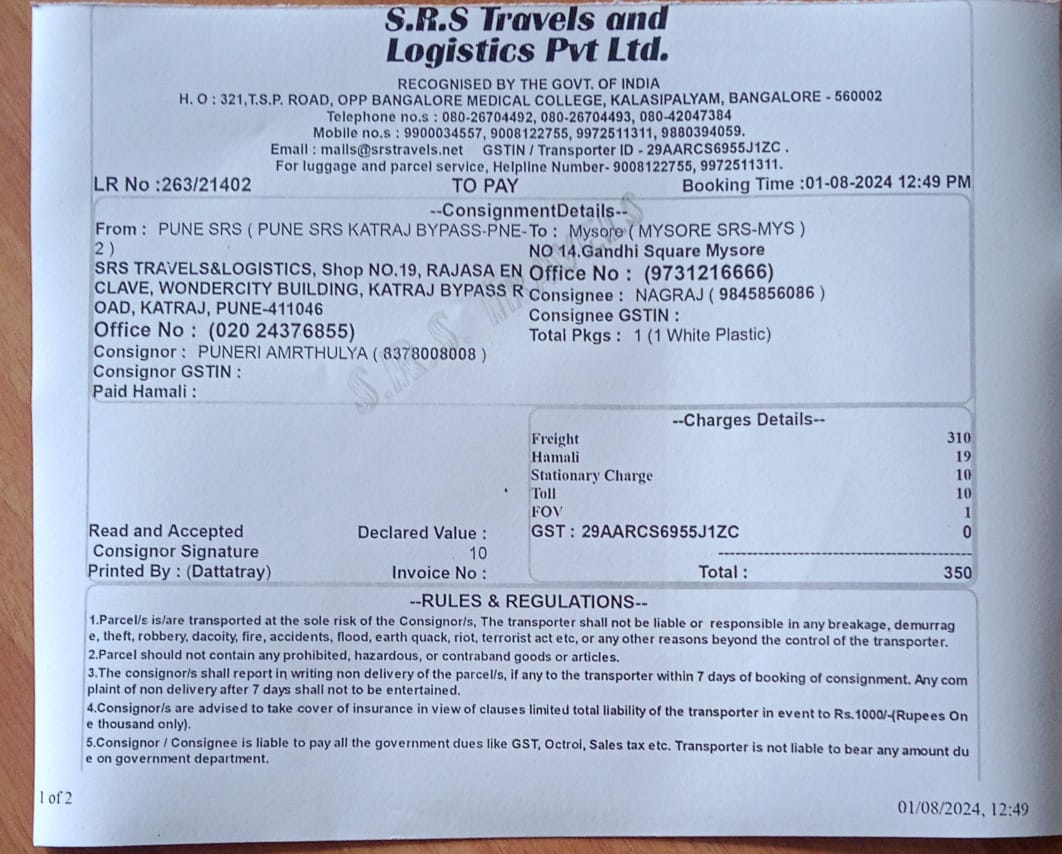 S.R.S Travels and
Logistics Pvt Ltd.
RECOGNISED BY THE GOVT. OF INDIA
H. O : 321,T.S.P. ROAD, OPP BANGALORE MEDICAL COLLEGE, KALASIPALYAM, BANGALORE - 560002
Telephone no.s : 080-26704492, 080-26704493, 080-42047384
Mobile no.s : 9900034557, 9008122755, 9972511311, 9880394059.
Email : mails@srstravels.net GSTIN / Transporter ID - 29AARCS6955J1ZC .
For luggage and parcel service, Helpline Number- 9008122755, 9972511311.
LR No :263/21402 TO PAY Booking Time :01-08-2024 12:49 PM
--ConsignmentDetails--
From : PUNE SRS ( PUNE SRS KATRAJ BYPASS-PNE-
2 )
SRS TRAVELS&LOGISTICS, Shop NO.19, RAJASA EN
CLAVE, WONDERCITY BUILDING, KATRAJ BYPASS R
OAD, KATRAJ, PUNE-411046
Office No : (020 24376855)
Consignor : PUNERI AMRTHULYA ( 8378008008 )
Consignor GSTIN :
Paid Hamali :
To : Mysore ( MYSORE SRS-MYS )
NO 14.Gandhi Square Mysore
Office No : (9731216666)
Consignee : NAGRAJ ( 9845856086 )
Consignee GSTIN :
Total Pkgs : 1 (1 White Plastic)
S.R.S. TRAVELS
--Charges Details--
Freight 310
Hamali 19
Stationary Charge 10
Toll 10
FOV 1
GST : 29AARCS6955J1ZC 0
Total : 350
Read and Accepted
Consignor Signature
Printed By : (Dattatray)
Declared Value :
10
Invoice No :
--RULES & REGULATIONS--
1.Parcel/s is/are transported at the sole risk of the Consignor/s, The transporter shall not be liable or responsible in any breakage, demurrag
e, theft, robbery, dacoity, fire, accidents, flood, earth quack, riot, terrorist act etc, or any other reasons beyond the control of the transporter.
2.Parcel should not contain any prohibited, hazardous, or contraband goods or articles.
3.The consignor/s shall report in writing non delivery of the parcel/s, if any to the transporter within 7 days of booking of consignment. Any com
plaint of non delivery after 7 days shall not to be entertained.
4.Consignor/s are advised to take cover of insurance in view of clauses limited total liability of the transporter in event to Rs.1000/-(Rupees On
e thousand only).
5.Consignor / Consignee is liable to pay all the government dues like GST, Octroi, Sales tax etc. Transporter is not liable to bear any amount du
e on government department.
1 of 2
01/08/2024, 12:49